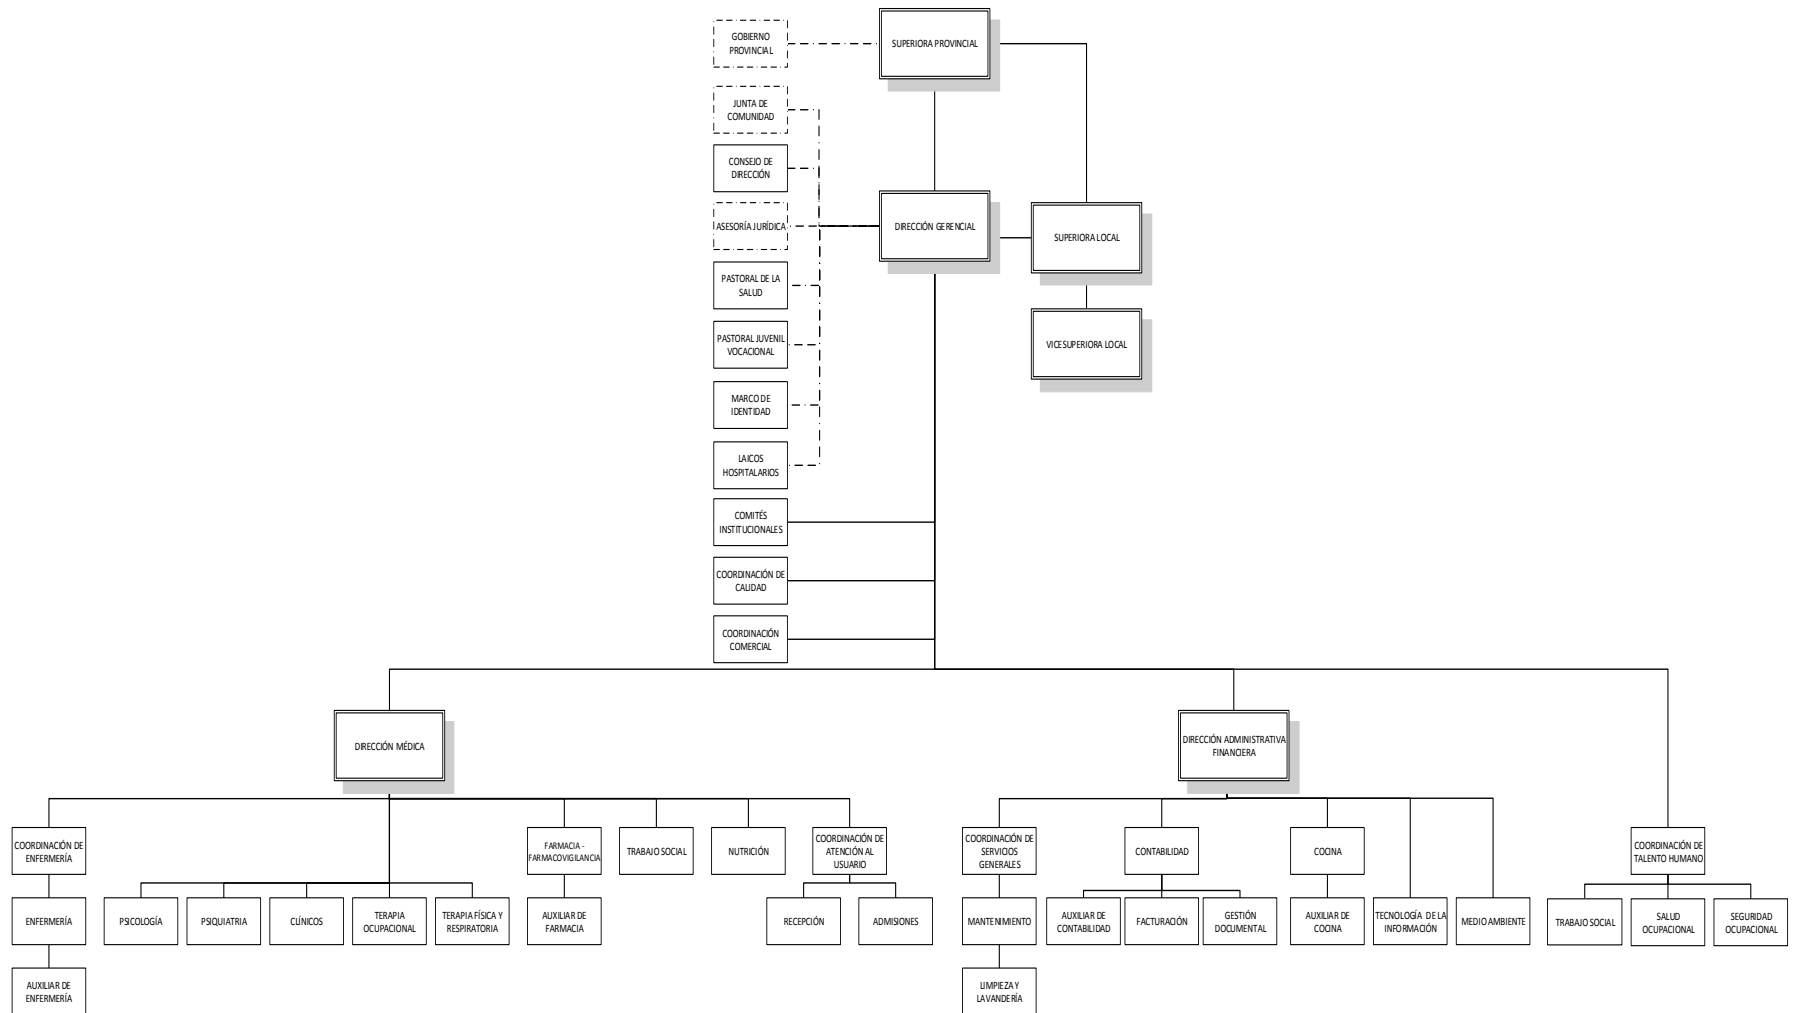 GOBIERNO
PROVINCIAL
SUPERIORA PROVINCIAL
JUNTA DE
COMUNIDAD
CONSEJO DE
DIRECCIÓN
ASESORÍA JURÍDICA
DIRECCIÓN GERENCIAL
SUPERIORA LOCAL
PASTORAL DE LA
SALUD
PASTORAL JUVENIL
VOCACIONAL
VICESUPERIORA LOCAL
MARCO DE
IDENTIDAD
LAICOS
HOSPITALARIOS
COMITÉS
INSTITUCIONALES
COORDINACIÓN DE
CALIDAD
COORDINACIÓN
COMERCIAL
DIRECCIÓN MÉDICA
DIRECCIÓN ADMINISTRATIVA
FINANCIERA
COORDINACIÓN DE
ENFERMERÍA
FARMACIA -
FARMACOVIGILANCIA
TRABAJO SOCIAL
NUTRICIÓN
COORDINACIÓN DE
ATENCIÓN AL
USUARIO
COORDINACIÓN DE
SERVICIOS
GENERALES
CONTABILIDAD
COCINA
COORDINACIÓN DE
TALENTO HUMANO
ENFERMERÍA
PSICOLOGÍA
PSIQUIATRIA
CLÍNICOS
TERAPIA
OCUPACIONAL
TERAPIA FÍSICA Y
RESPIRATORIA
AUXILIAR DE
FARMACIA
RECEPCIÓN
ADMISIONES
MANTENIMIENTO
AUXILIAR DE
CONTABILIDAD
FACTURACIÓN
GESTIÓN
DOCUMENTAL
AUXILIAR DE
COCINA
TECNOLOGÍA DE LA
INFORMACIÓN
MEDIO AMBIENTE
TRABAJO SOCIAL
SALUD
OCUPACIONAL
SEGURIDAD
OCUPACIONAL
AUXILIAR DE
ENFERMERÍA
LIMPIEZA Y
LAVANDERÍA